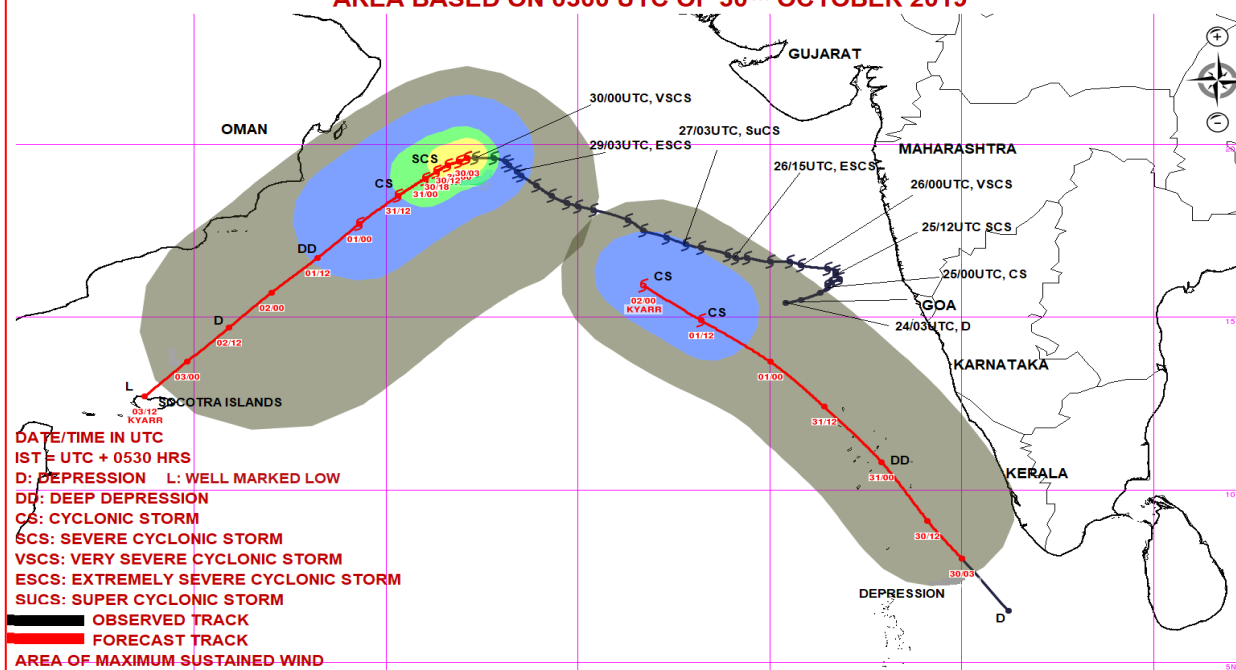 AREA BASED ON 0300 UTC OF 30TH OCTOBER 2019
GUJARAT
30/00UTC, VSCS
27/03UTC, SuCS
OMAN
29/03UTC, ESCS
MAHARASHTRA
SCS
26/15UTC, ESCS
30/03
30/12
26/00UTC, VSCS
CS
30/18
31/00
31/12
25/12UTC SCS
01/00
DD
01/12
CS
25/00UTC, CS
02/00
02/00
KYARR
GOA
CS
15
D
02/12
01/12
24/03UTC, D
03/00
01/00
KARNATAKA
L
03/12
KYARR
SOCOTRA ISLANDS
31/12
DATE/TIME IN UTC
IST = UTC + 0530 HRS
D: DEPRESSION L: WELL MARKED LOW
DD
31/00
KERALA
DD: DEEP DEPRESSION
10
CS: CYCLONIC STORM
SCS: SEVERE CYCLONIC STORM
30/12
VSCS: VERY SEVERE CYCLONIC STORM
30/03
ESCS: EXTREMELY SEVERE CYCLONIC STORM
SUCS: SUPER CYCLONIC STORM
DEPRESSION
D
OBSERVED TRACK
FORECAST TRACK
AREA OF MAXIMUM SUSTAINED WIND
5N